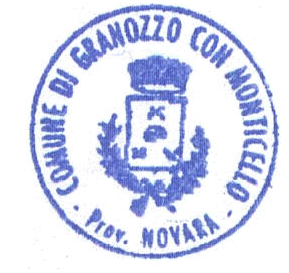 COMUNE DI GRANOZZO CON MONTICELLO
Prov. NOVARA